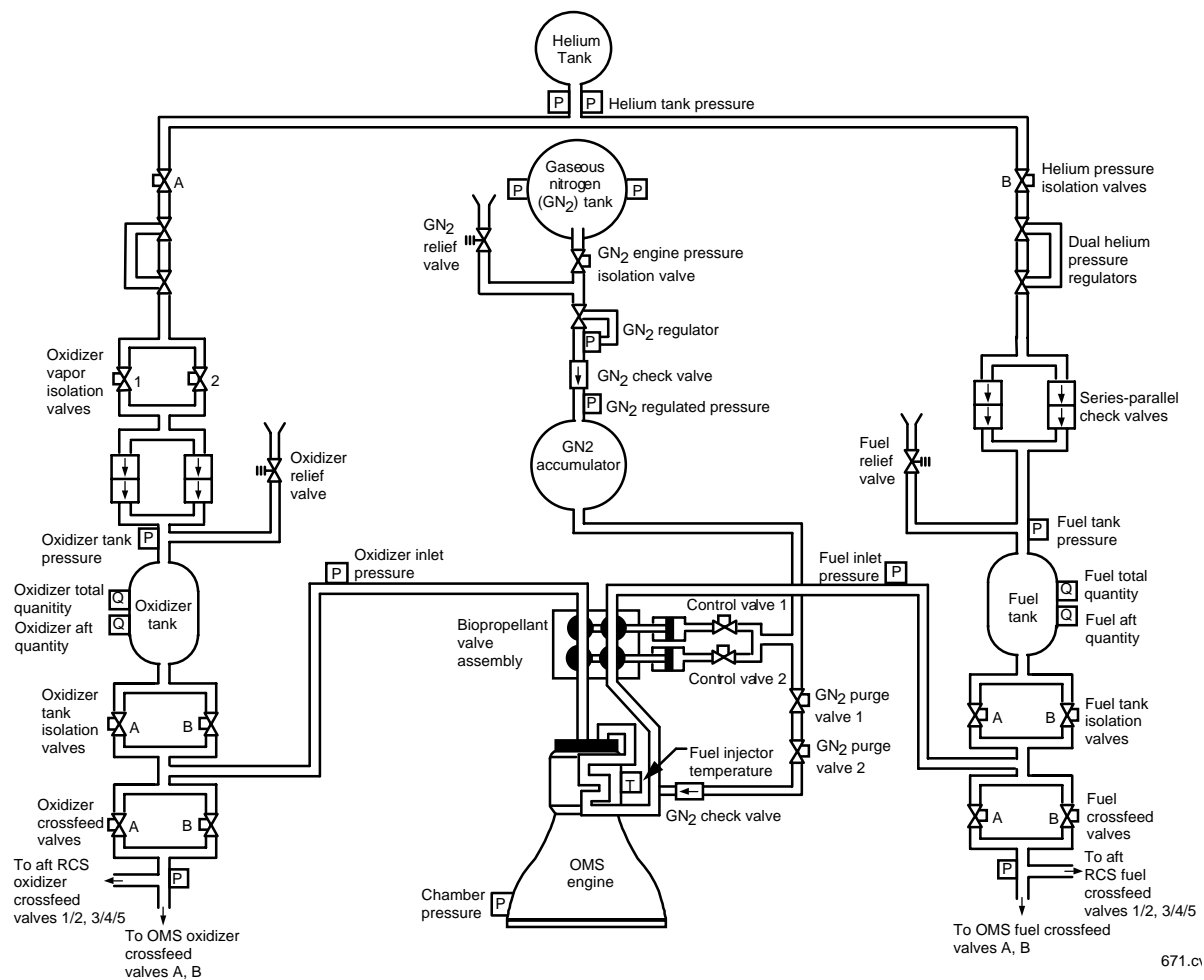 Helium
Tank
P
P
Helium tank pressure
A
B
Helium pressure
isolation valves
Gaseous
nitrogen
(GN2) tank
P
P
GN2
relief
valve
GN2 engine pressure
isolation valve
Dual helium
pressure
regulators
GN2 regulator
P
Oxidizer
vapor
isolation
valves
1
2
GN2 check valve
P
GN2 regulated pressure
Series-parallel
check valves
GN2
accumulator
Oxidizer
relief
valve
Fuel
relief
valve
Oxidizer tank
pressure
P
P
Fuel tank
pressure
P
Oxidizer inlet
pressure
Fuel inlet
pressure
P
Oxidizer total
quanitity
Q
Oxidizer aft
quantity
Q
Oxidizer
tank
Fuel
tank
Q
Fuel total
quantity
Q
Fuel aft
quantity
Biopropellant
valve
assembly
Control valve 1
Control valve 2
Oxidizer
tank
isolation
valves
A
B
GN2 purge
valve 1
GN2 purge
valve 2
A
B
Fuel tank
isolation
valves
Fuel injector
temperature
T
GN2 check valve
Oxidizer
crossfeed
valves
A
B
A
B
Fuel
crossfeed
valves
OMS
engine
Chamber
pressure
P
To aft RCS
oxidizer
crossfeed
valves 1/2, 3/4/5
P
P
To aft
RCS fuel
crossfeed
valves 1/2, 3/4/5
To OMS oxidizer
crossfeed
valves A, B
To OMS fuel crossfeed
valves A, B